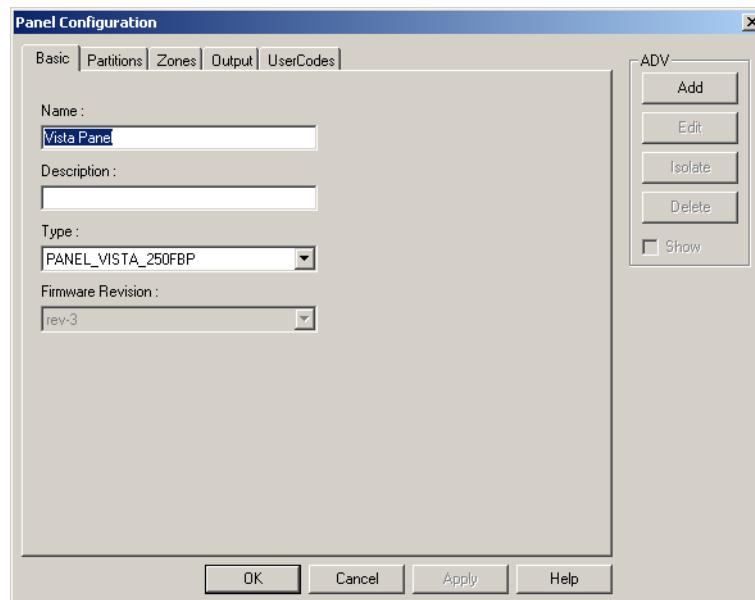 Panel Configuration
Basic Partitions Zones Output UserCodes
Name :
Vista Panel
Description :
Type :
PANEL_VISTA_250FBP
Firmware Revision :
rev-3
ADV
Add
Edit
Isolate
Delete
Show
OK Cancel Apply Help